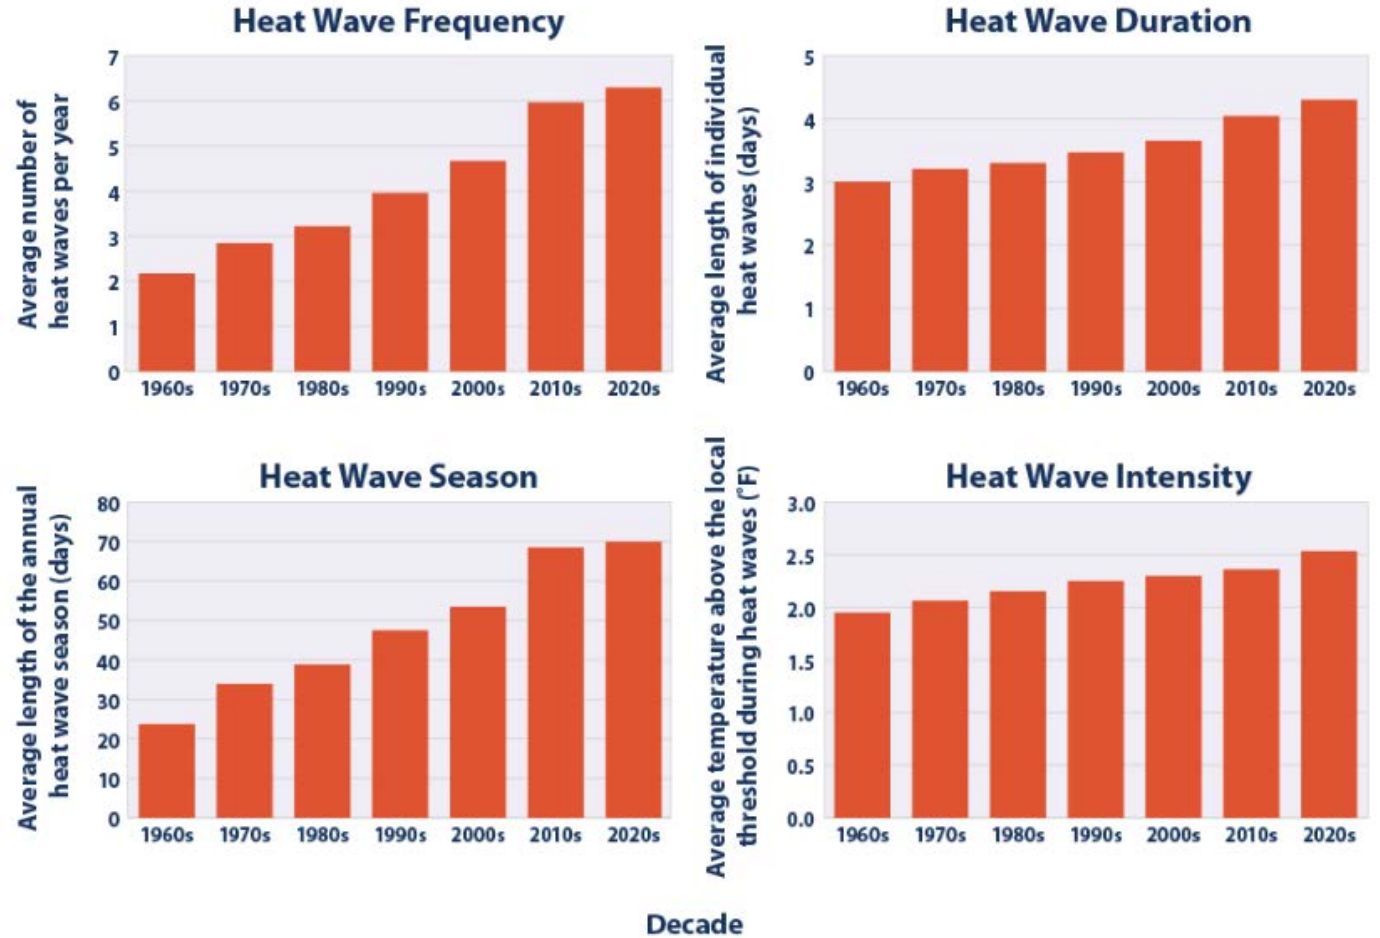 Heat Wave Frequency
Average number of
heat waves per year
7
6
5
4
3
2
1
0
1960s 1970s 1980s 1990s 2000s 2010s 2020s
Heat Wave Duration
Average length of individual
heat waves (days)
5
4
3
2
1
0
1960s 1970s 1980s 1990s 2000s 2010s 2020s
Heat Wave Season
Average length of the annual
heat wave season (days)
80
70
60
50
40
30
20
10
0
1960s 1970s 1980s 1990s 2000s 2010s 2020s
Heat Wave Intensity
Average temperature above the local
threshold during heat waves (°F)
3.0
2.5
2.0
1.5
1.0
0.5
0.0
1960s 1970s 1980s 1990s 2000s 2010s 2020s
Decade